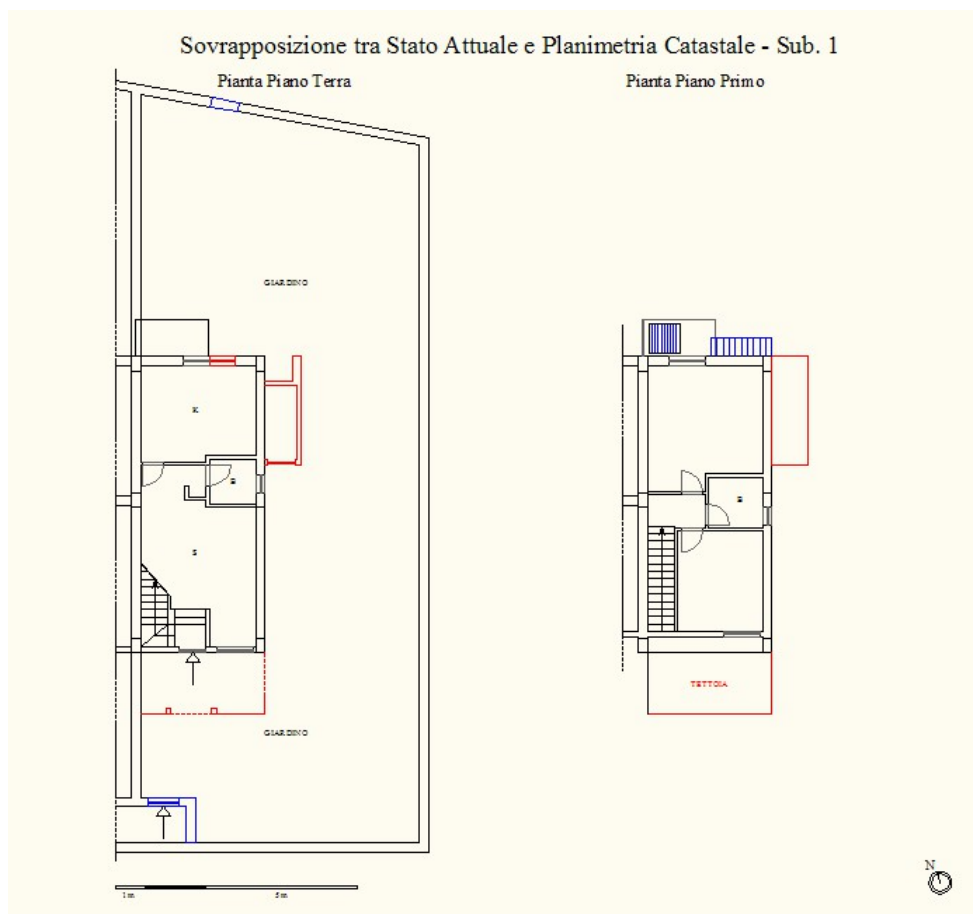 Sovrapposizione tra Stato Attuale e Planimetria Catastale - Sub. 1
Pianta Piano Terra
Pianta Piano Primo
GIARDINO
K
B
B
S
TETTOIA
GIARDINO
N
1m
5m